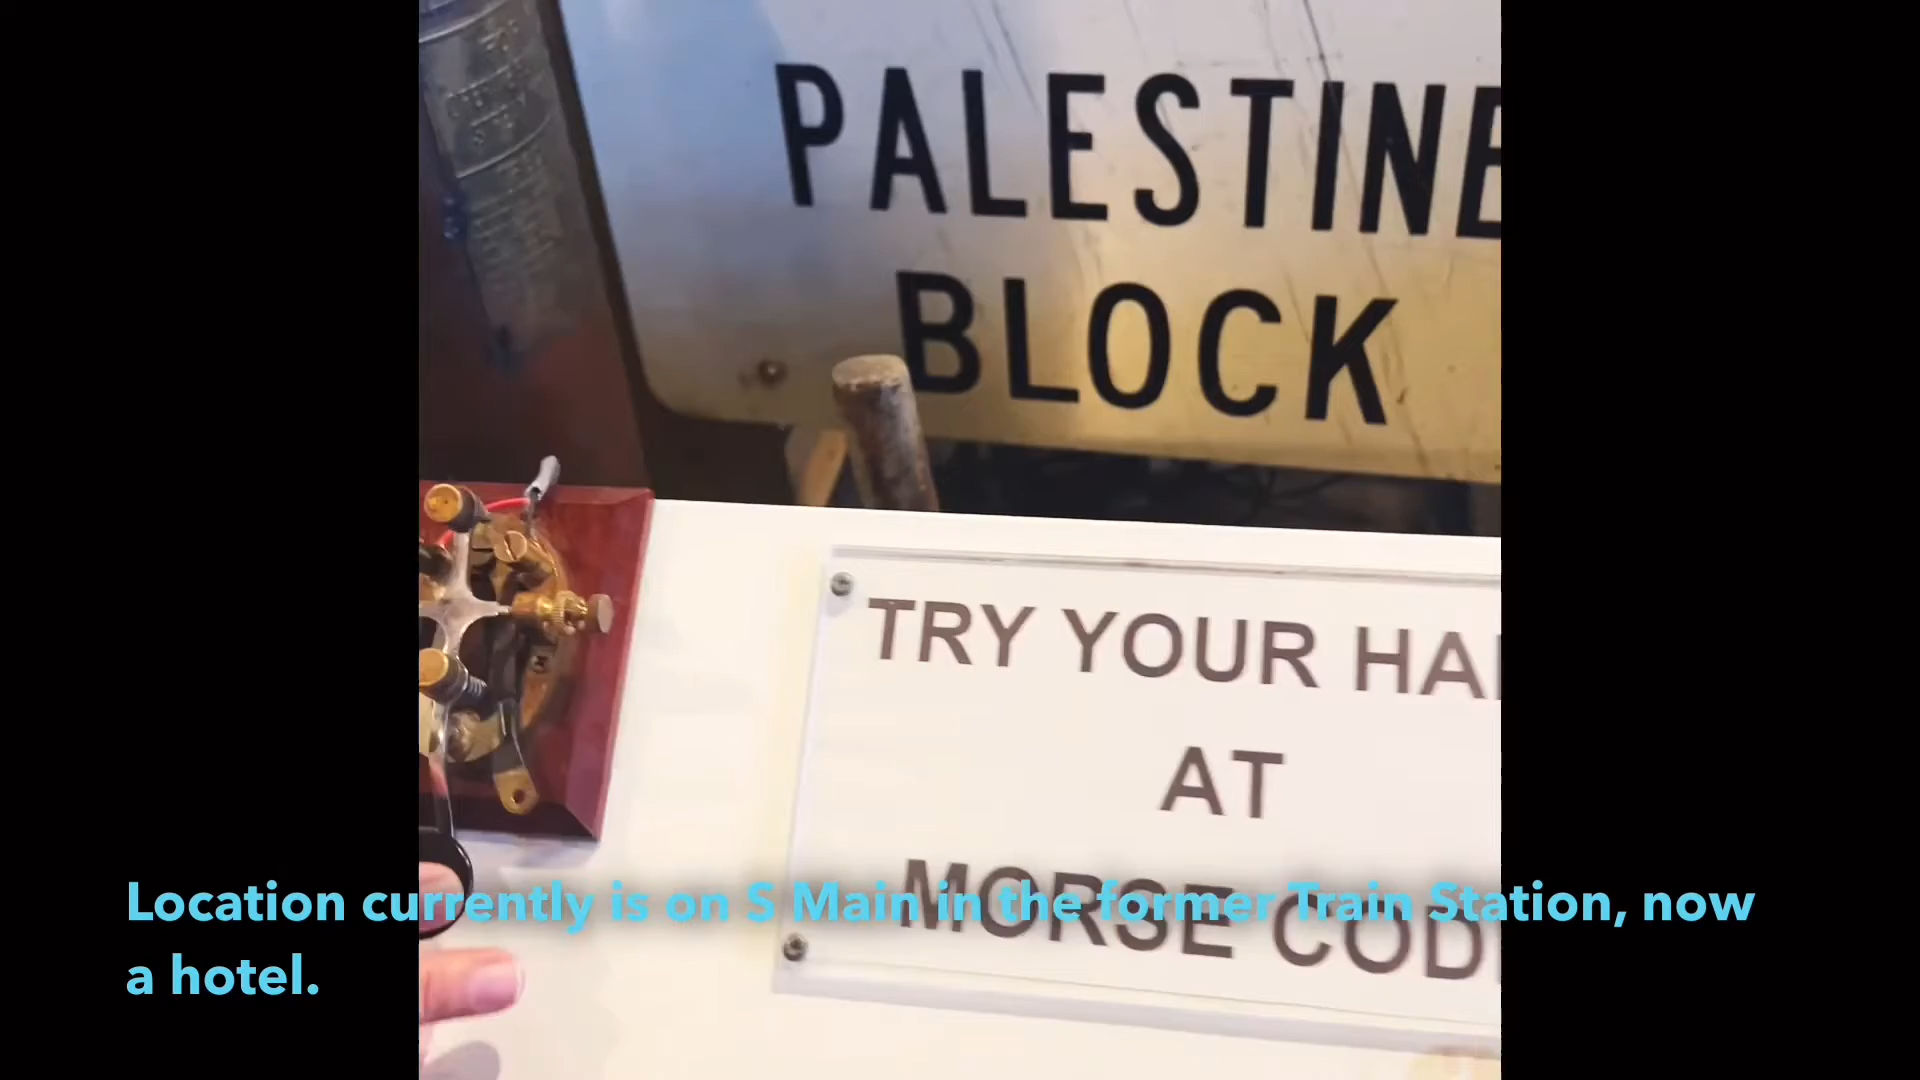 PALESTINE
BLOCK
TRY YOUR HA
AT
MORSE COD
Location currently is on S Main in the former Train Station, now
a hotel.